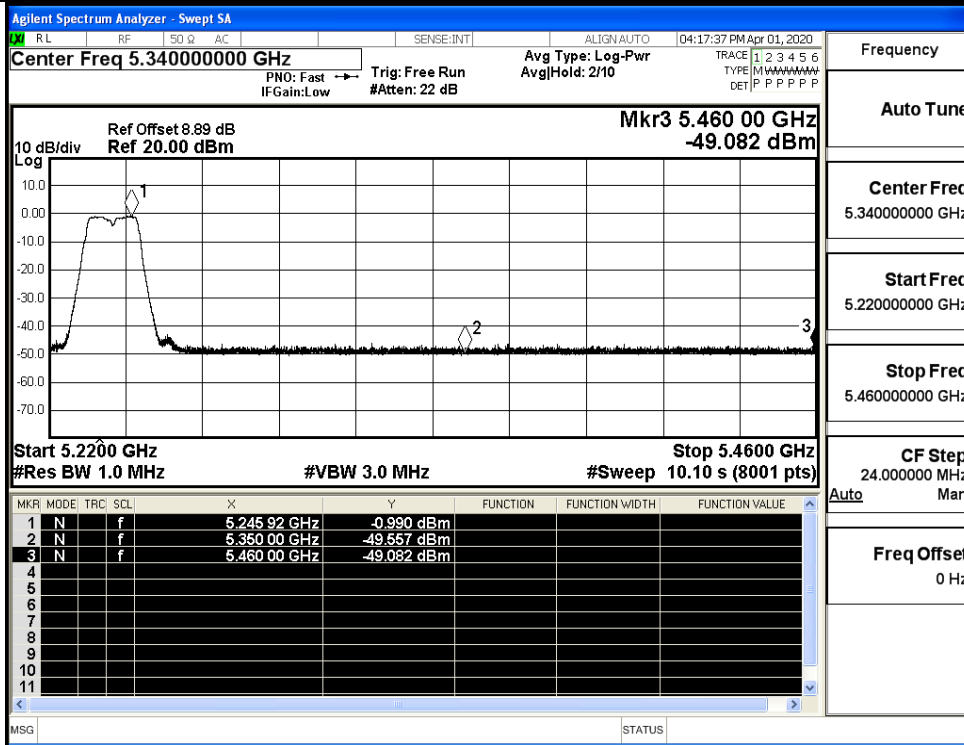 Agilent Spectrum Analyzer - Swept SA
LXI RL RF 50 Ω AC SENSE:INT ALIGN AUTO 04:17:37 PM Apr 01, 2020
Center Freq 5.340000000 GHz
PNO: Fast
IFGain:Low
Trig: Free Run
#Atten: 22 dB
Avg Type: Log-Pwr
Avg|Hold: 2/10
TRACE 1 2 3 4 5 6
TYPE M W W W W W
DET P P P P P P
Mkr3 5.460 00 GHz
-49.082 dBm
Ref Offset 8.89 dB
10 dB/div Ref 20.00 dBm
Log
10.0
0.00
-10.0
-20.0
-30.0
-40.0
-50.0
-60.0
-70.0
1
2
3
Start 5.2200 GHz Stop 5.4600 GHz
#Res BW 1.0 MHz #VBW 3.0 MHz #Sweep 10.10 s (8001 pts)
MKR MODE TRC SCL X Y FUNCTION FUNCTION WIDTH FUNCTION VALUE
1 N f 5.245 92 GHz -0.990 dBm
2 N f 5.350 00 GHz -49.557 dBm
3 N f 5.460 00 GHz -49.082 dBm
4
5
6
7
8
9
10
11
MSG STATUS
Frequency
Auto Tune
Center Freq
5.340000000 GHz
Start Freq
5.220000000 GHz
Stop Freq
5.460000000 GHz
CF Step
24.000000 MHz
Auto Man
Freq Offset
0 Hz